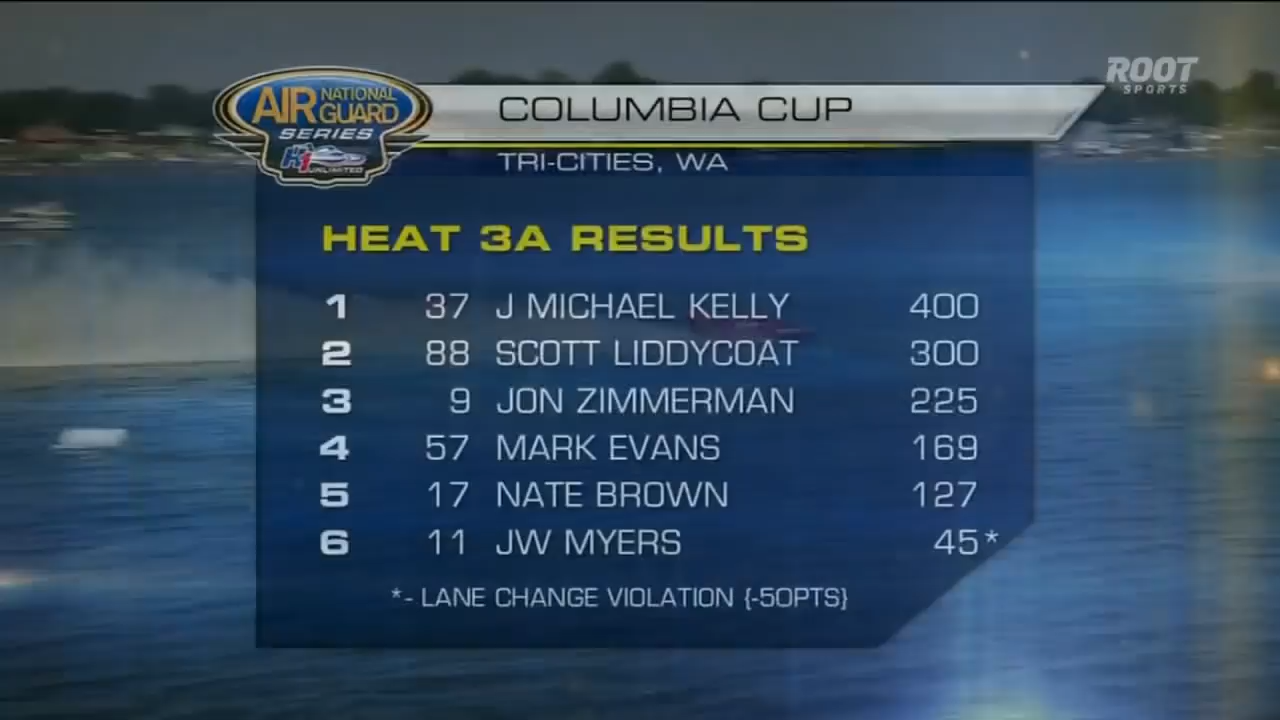 AIR NATIONAL GUARD
SERIES
H1 UNLIMITED
ROOT
SPORTS
COLUMBIA CUP
TRI-CITIES, WA
HEAT 3A RESULTS
1 37 J MICHAEL KELLY 400
2 88 SCOTT LIDDYCOAT 300
3 9 JON ZIMMERMAN 225
4 57 MARK EVANS 169
5 17 NATE BROWN 127
6 11 JW MYERS 45*
*- LANE CHANGE VIOLATION {-50PTS}